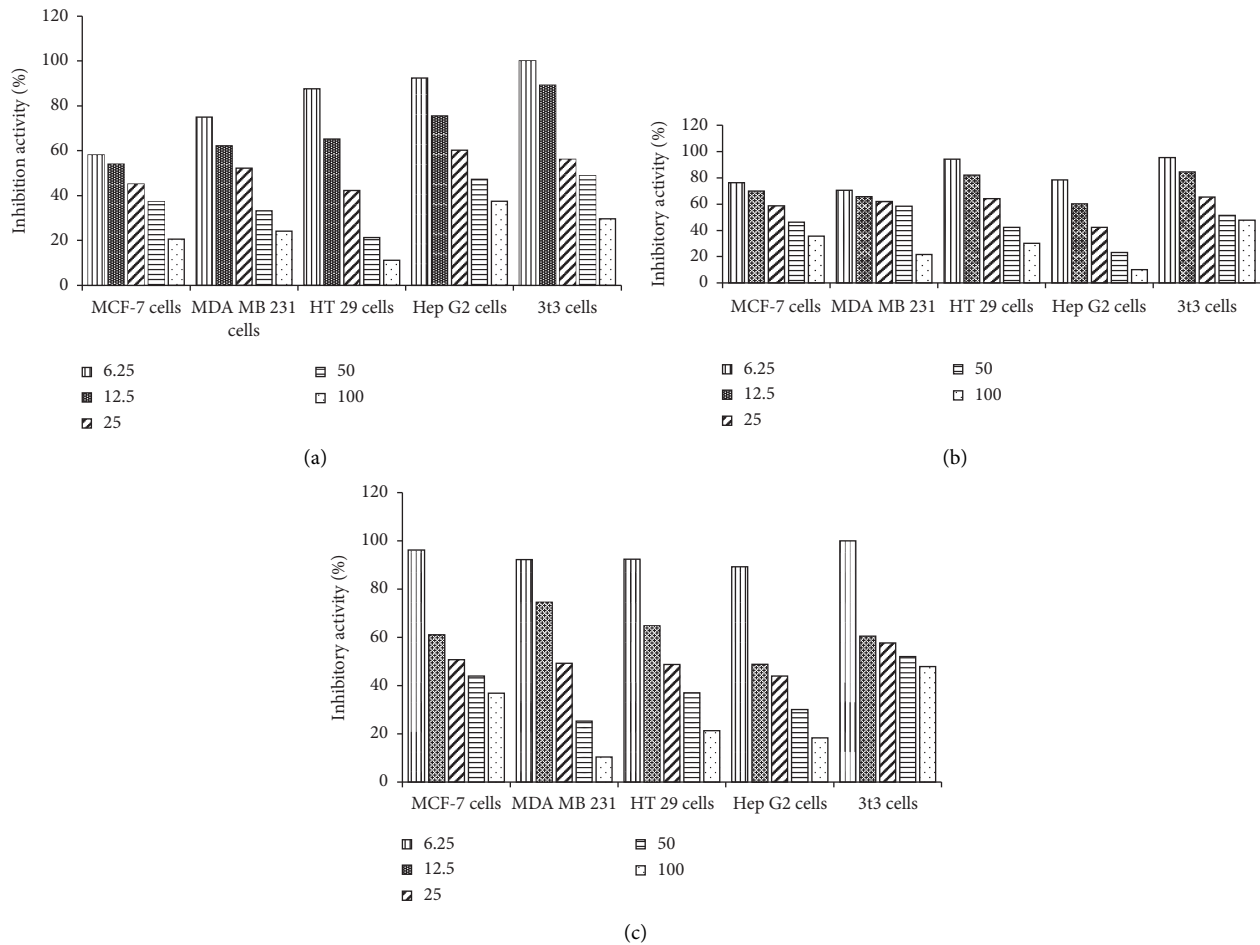 Inhibition activity (%)
120
100
80
60
40
20
0
MCF-7 cells
MDA MB 231
cells
HT 29 cells
Hep G2 cells
3t3 cells
6.25
12.5
25
50
100
(a)
Inhibitory activity (%)
120
100
80
60
40
20
0
MCF-7 cells
MDA MB 231
HT 29 cells
Hep G2 cells
3t3 cells
6.25
12.5
25
50
100
(b)
Inhibitory activity (%)
120
100
80
60
40
20
0
MCF-7 cells
MDA MB 231
HT 29 cells
Hep G2 cells
3t3 cells
6.25
12.5
25
50
100
(c)